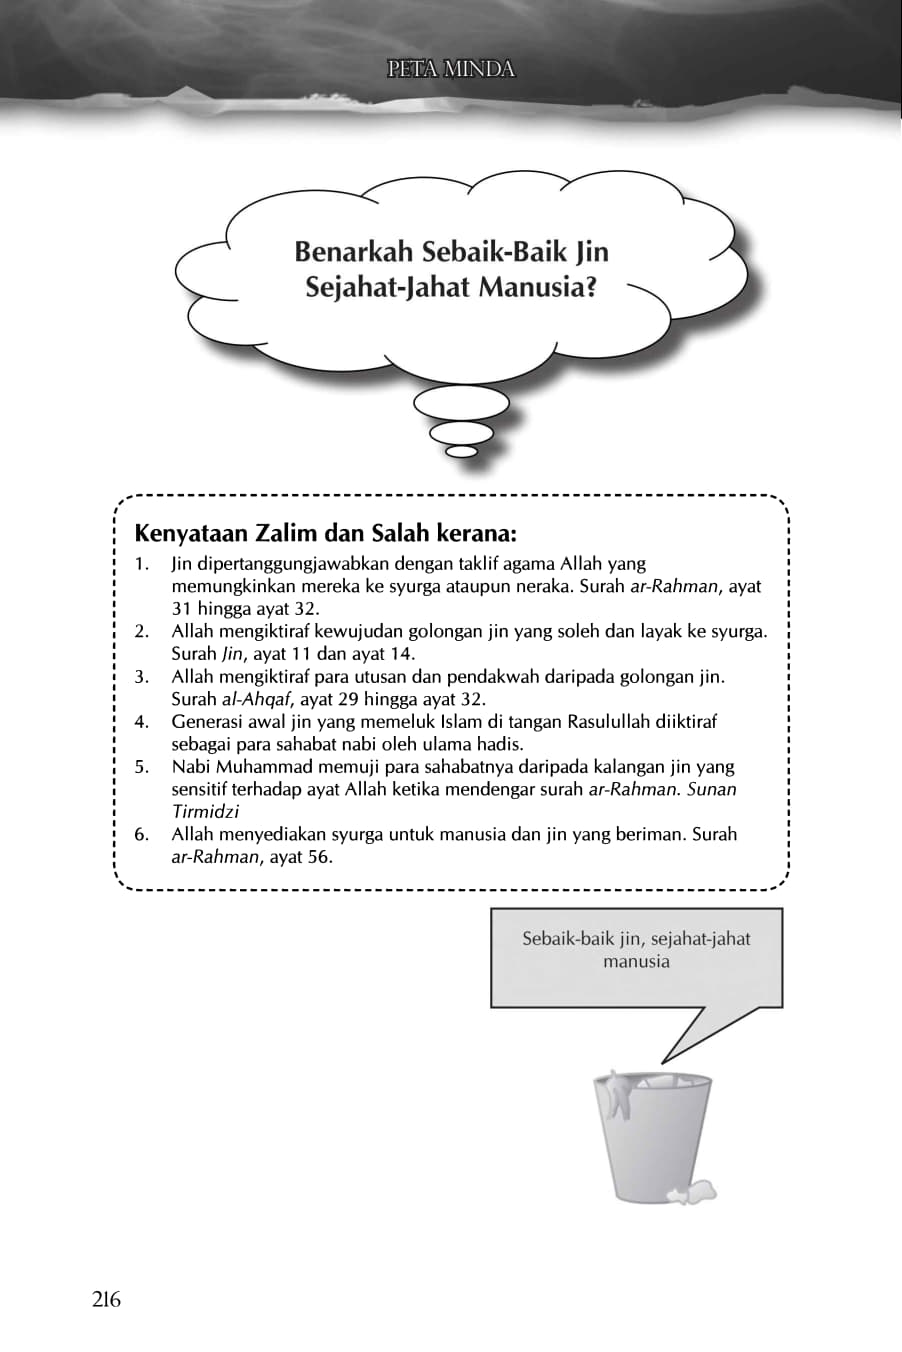 PETA MINDA
Benarkah Sebaik-Baik Jin
Sejahat-Jahat Manusia?
Kenyataan Zalim dan Salah kerana:
1. Jin dipertanggungjawabkan dengan taklif agama Allah yang
memungkinkan mereka ke syurga ataupun neraka. Surah ar-Rahman, ayat
31 hingga ayat 32.
2. Allah mengiktiraf kewujudan golongan jin yang soleh dan layak ke syurga.
Surah Jin, ayat 11 dan ayat 14.
3. Allah mengiktiraf para utusan dan pendakwah daripada golongan jin.
Surah al-Ahqaf, ayat 29 hingga ayat 32.
4. Generasi awal jin yang memeluk Islam di tangan Rasulullah diiktiraf
sebagai para sahabat nabi oleh ulama hadis.
5. Nabi Muhammad memuji para sahabatnya daripada kalangan jin yang
sensitif terhadap ayat Allah ketika mendengar surah ar-Rahman. Sunan
Tirmidzi
6. Allah menyediakan syurga untuk manusia dan jin yang beriman. Surah
ar-Rahman, ayat 56.
Sebaik-baik jin, sejahat-jahat
manusia
216